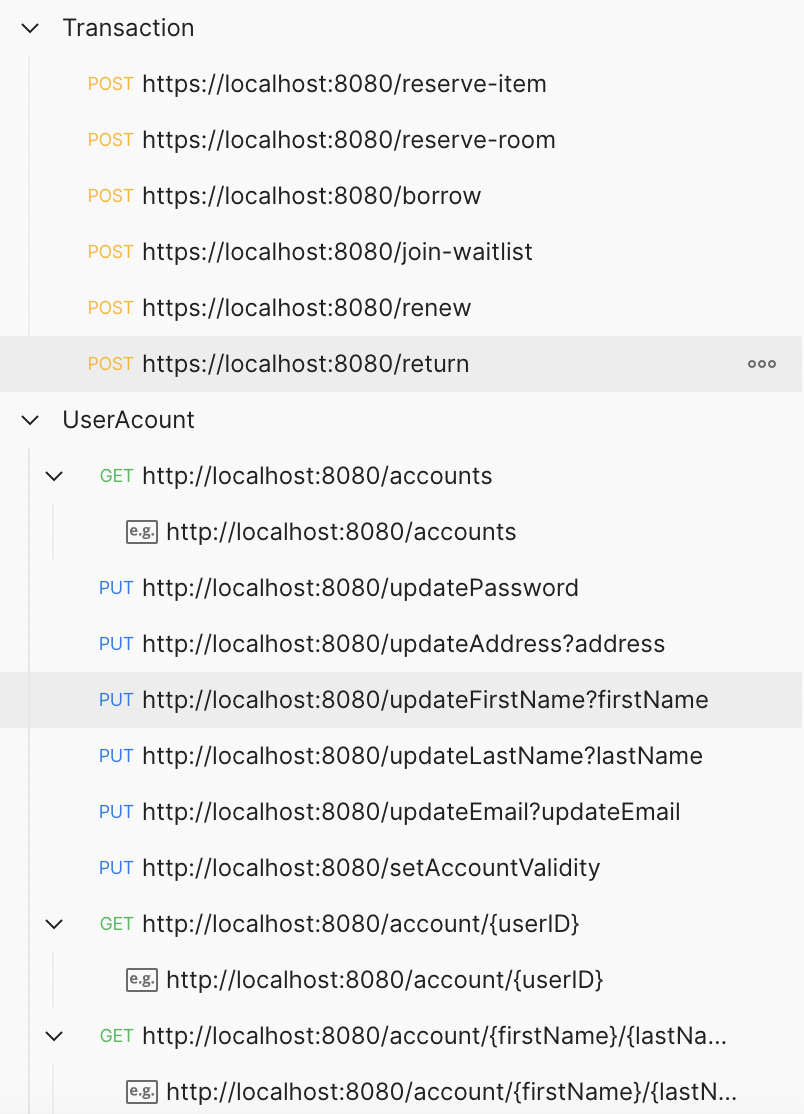 Transaction
POST https://localhost:8080/reserve-item
POST https://localhost:8080/reserve-room
POST https://localhost:8080/borrow
POST https://localhost:8080/join-waitlist
POST https://localhost:8080/renew
POST https://localhost:8080/return
UserAcount
GET http://localhost:8080/accounts
e.g. http://localhost:8080/accounts
PUT http://localhost:8080/updatePassword
PUT http://localhost:8080/updateAddress?address
PUT http://localhost:8080/updateFirstName?firstName
PUT http://localhost:8080/updateLastName?lastName
PUT http://localhost:8080/updateEmail?updateEmail
PUT http://localhost:8080/setAccountValidity
GET http://localhost:8080/account/{userID}
e.g. http://localhost:8080/account/{userID}
GET http://localhost:8080/account/{firstName}/{lastNa...
e.g. http://localhost:8080/account/{firstName}/{lastN...